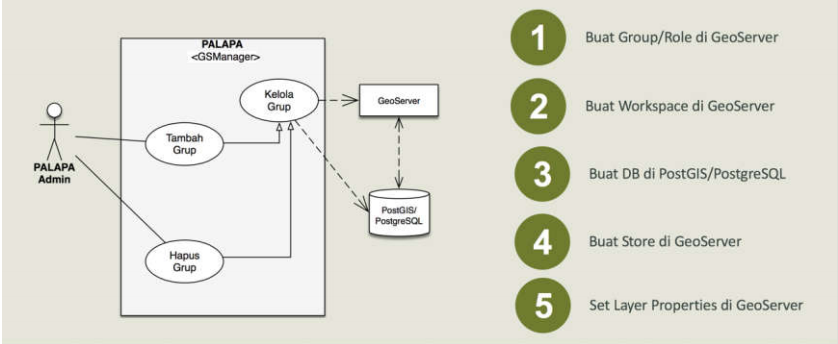 PALAPA
<GSManager>
Kelola
Grup
GeoServer
Tambah
Grup
PALAPA
Admin
PostGIS/
PostgreSQL
Hapus
Grup
1 Buat Group/Role di GeoServer
2 Buat Workspace di GeoServer
3 Buat DB di PostGIS/PostgreSQL
4 Buat Store di GeoServer
5 Set Layer Properties di GeoServer